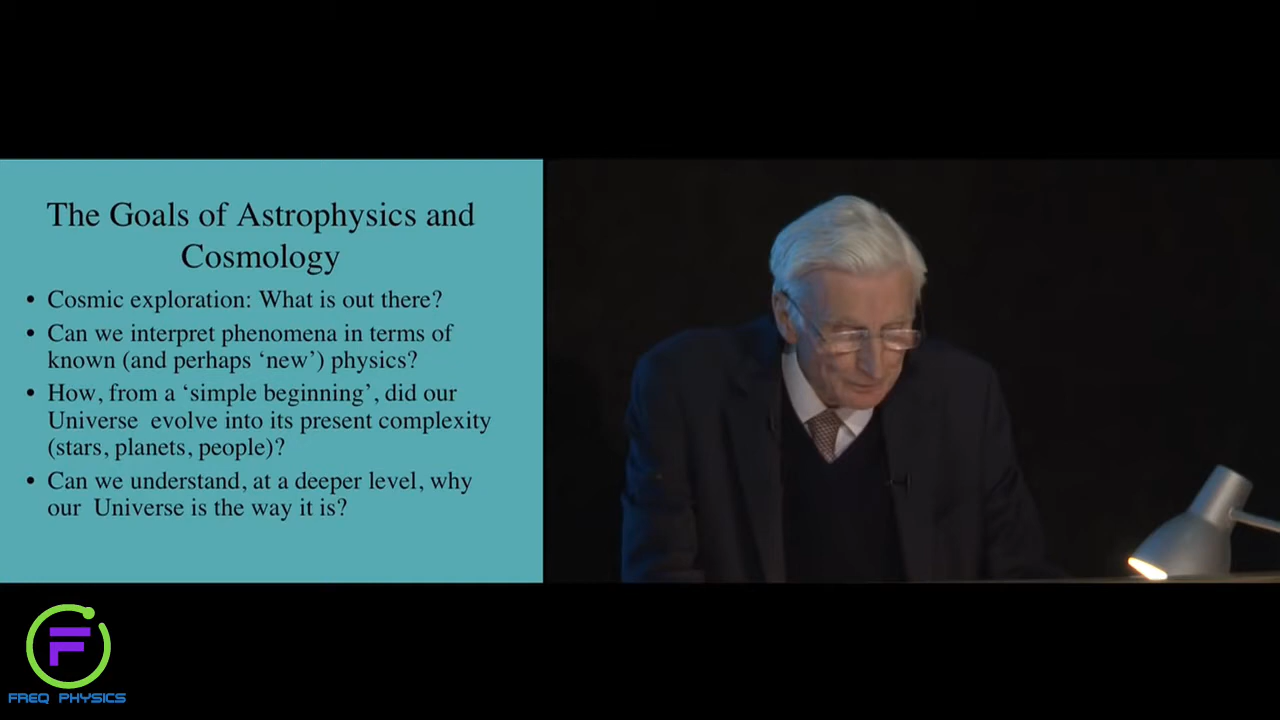 The Goals of Astrophysics and
Cosmology
• Cosmic exploration: What is out there?
• Can we interpret phenomena in terms of
known (and perhaps ‘new’) physics?
• How, from a ‘simple beginning’, did our
Universe  evolve into its present complexity
(stars, planets, people)?
• Can we understand, at a deeper level, why
our  Universe is the way it is?
F
FREQ PHYSICS